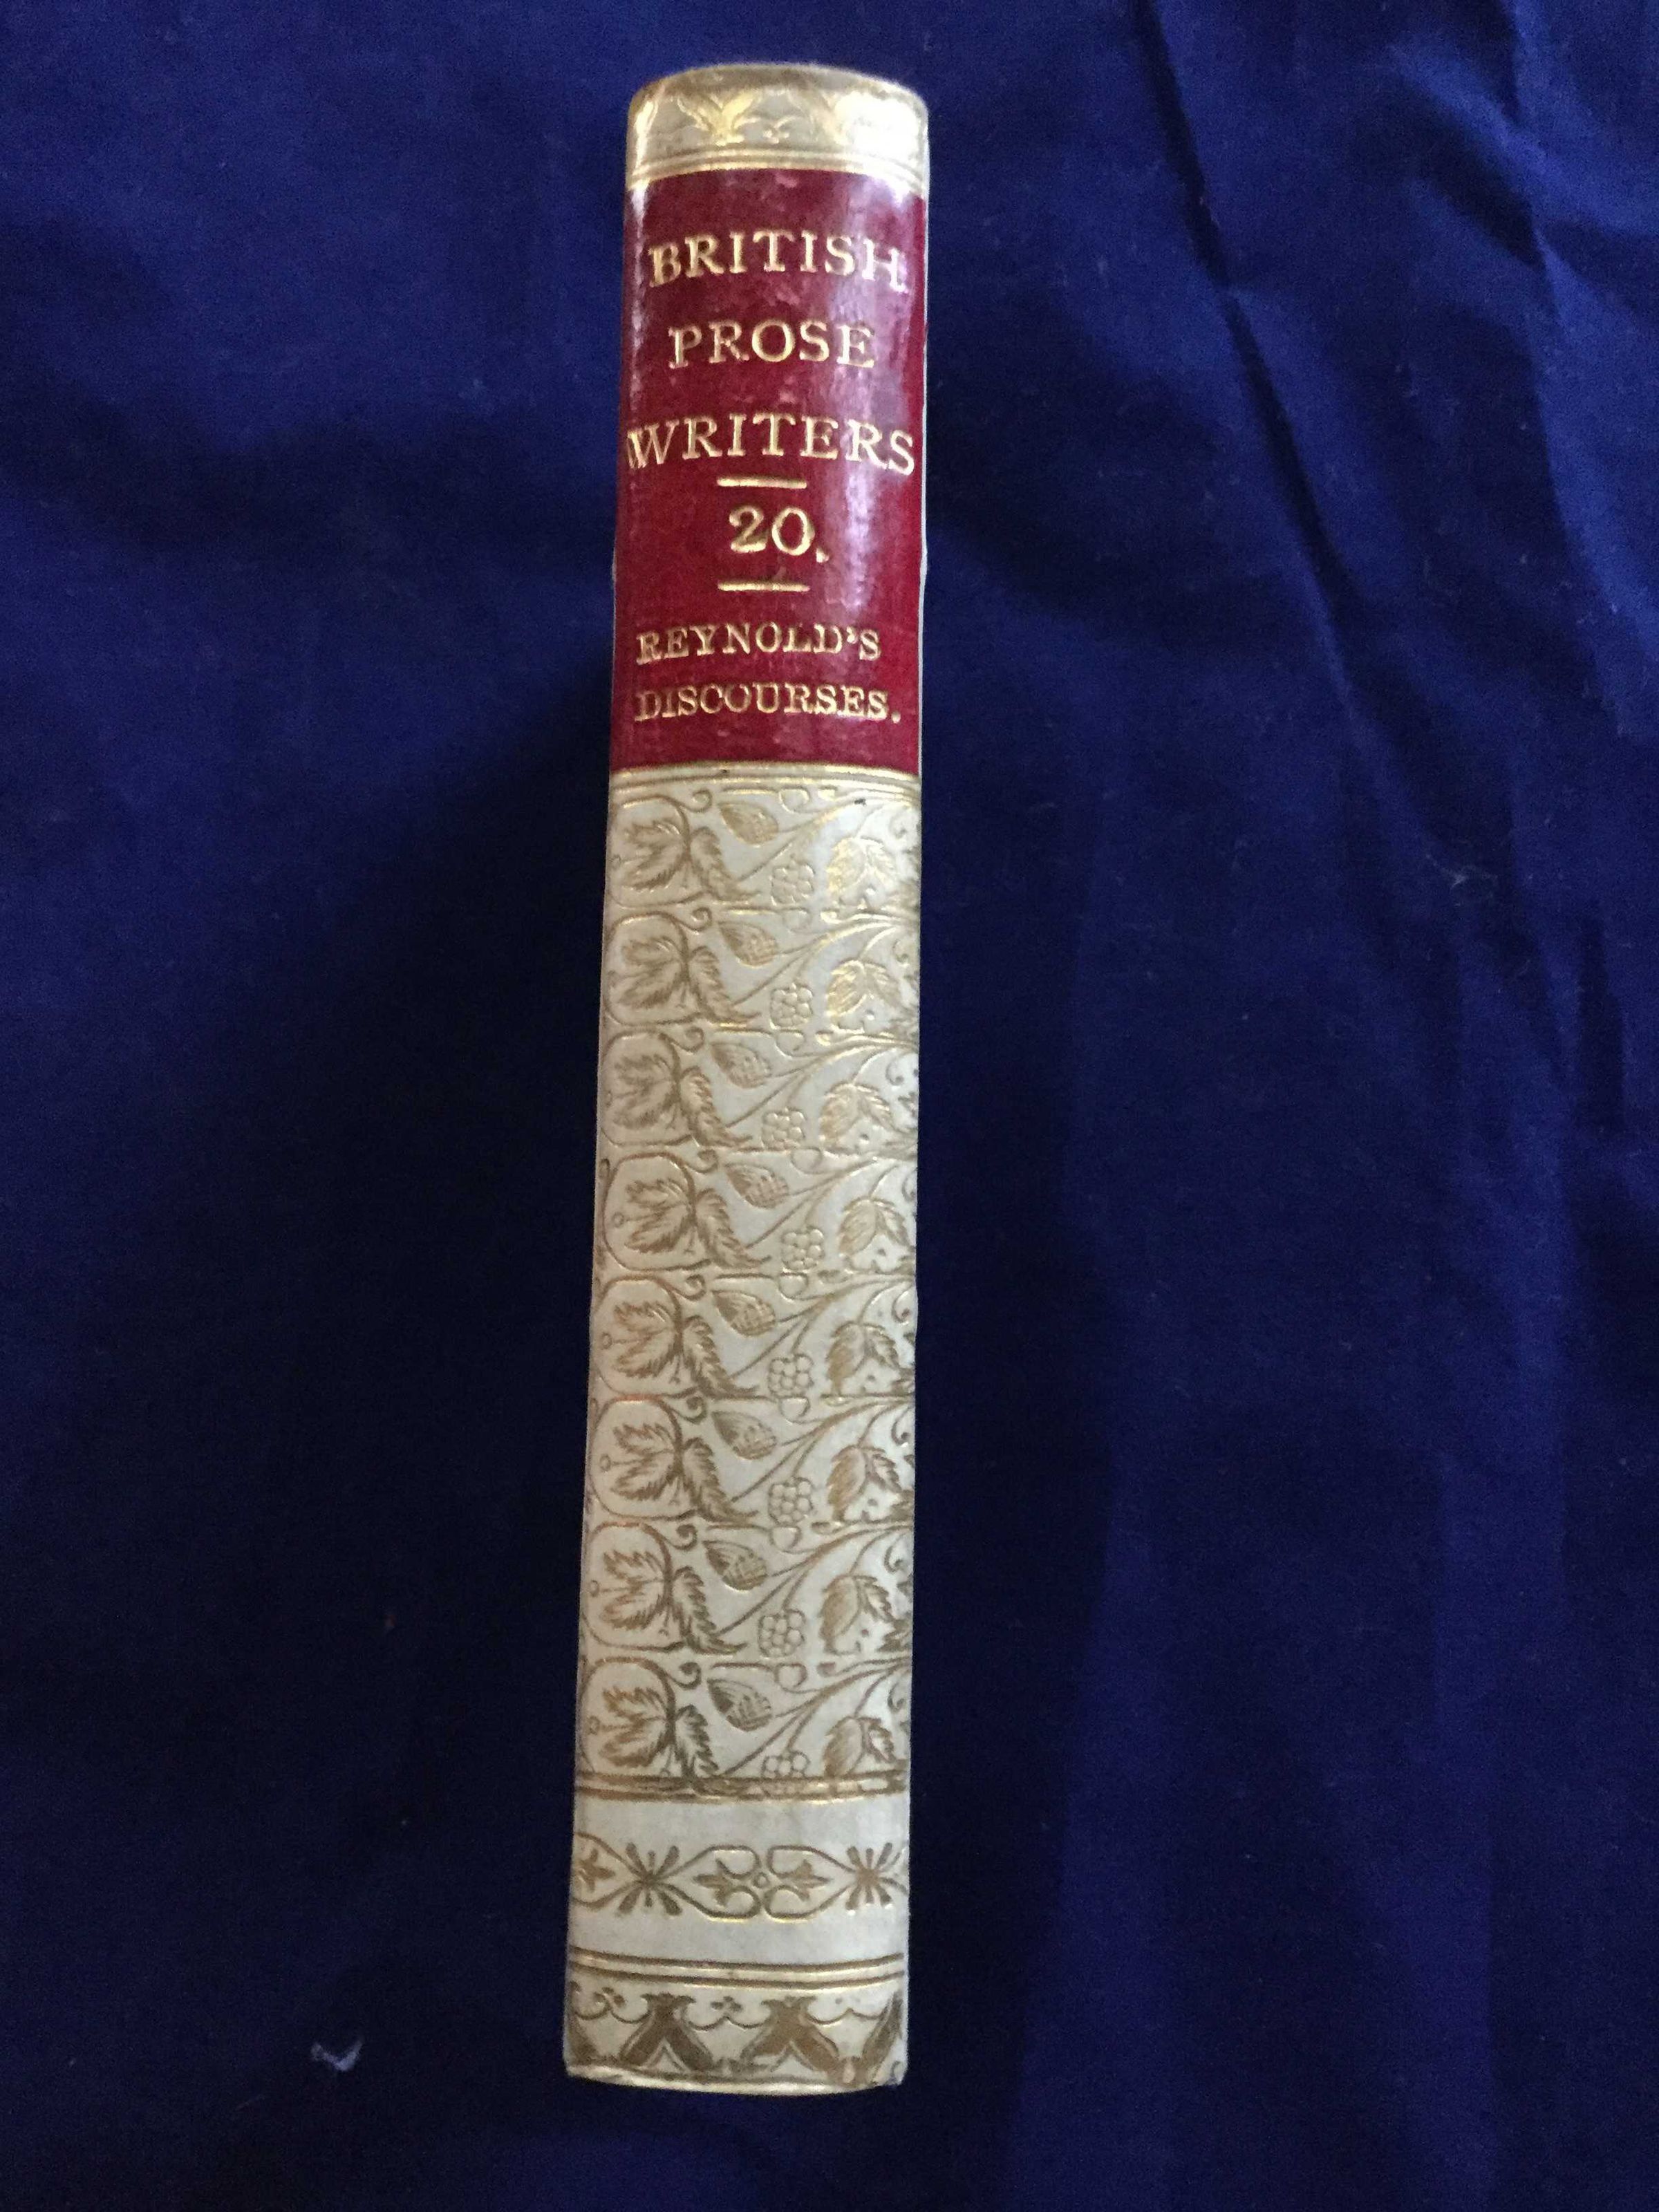 BRITISH
PROSE
WRITERS
20.
REYNOLD'S
DISCOURSES.